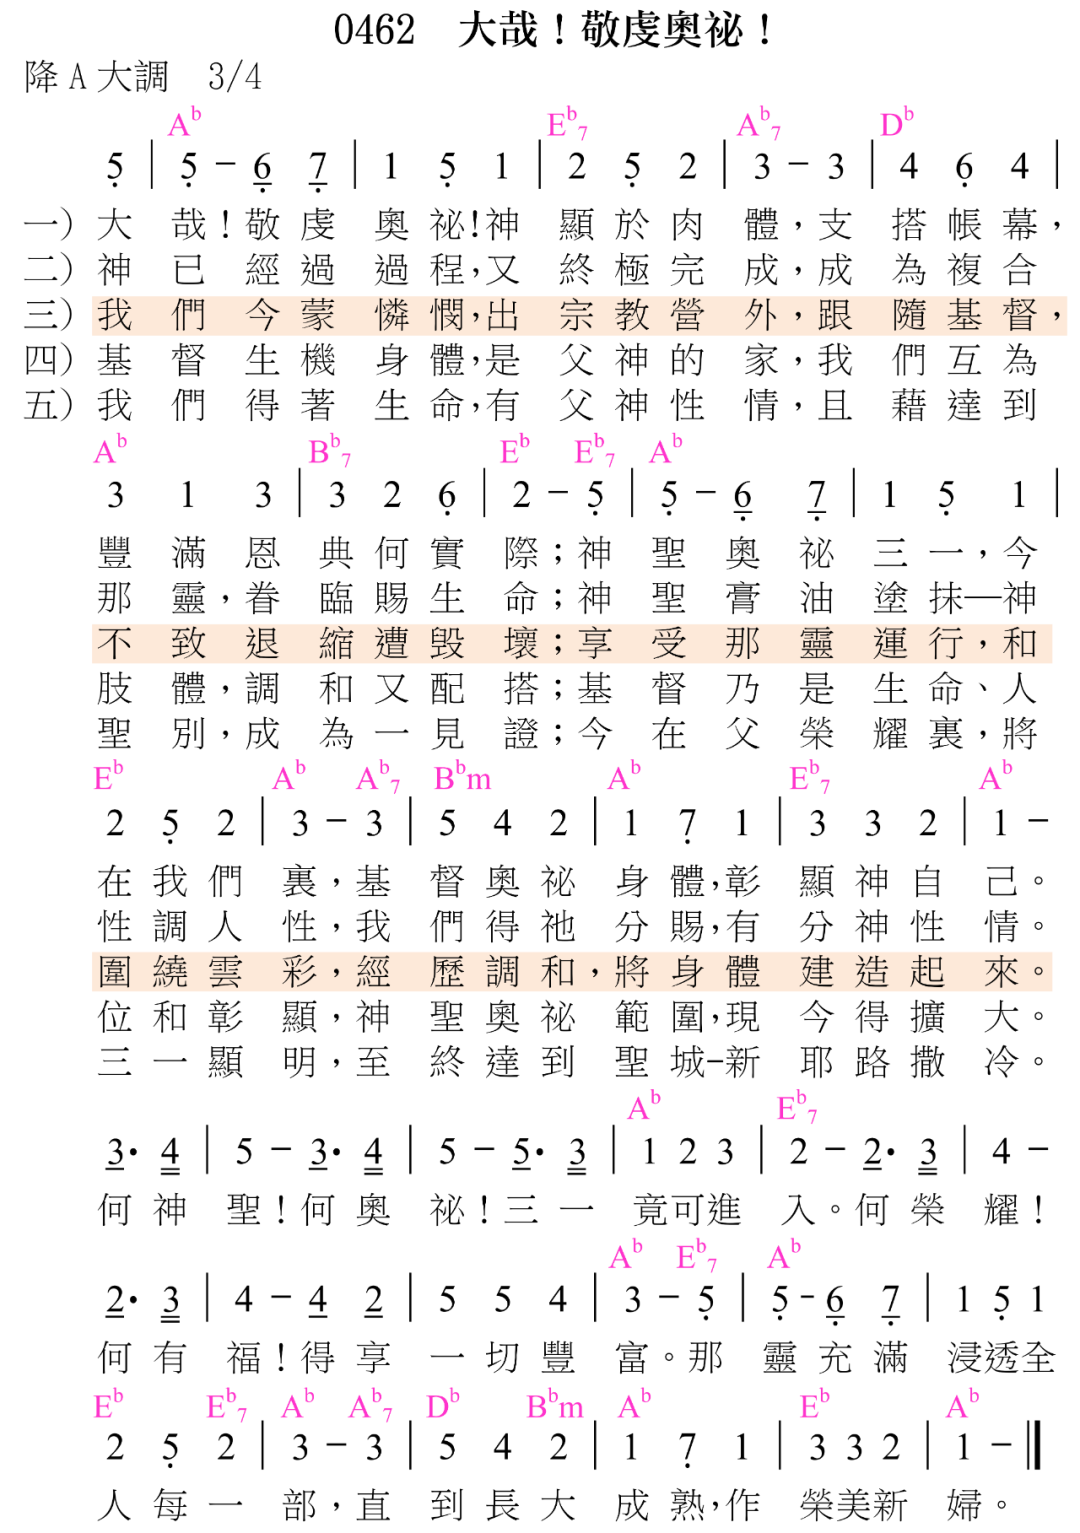 0462 大哉！敬虔奧祕！
降 A 大調 3/4
A♭ E♭7 A♭7 D♭
5̣ | 5̣ - 6̣ 7̣ | 1 5̣ 1 | 2 5̣ 2 | 3 - 3 | 4 6̣ 4 |
一) 大 哉！敬 虔 奧 祕！神 顯 於 肉 體，支 搭 帳 幕，
二) 神 已 經 過 過 程，又 終 極 完 成，成 為 複 合
三) 我 們 今 蒙 憐 憫，出 宗 教 營 外，跟 隨 基 督，
四) 基 督 生 機 身 體，是 父 神 的 家，我 們 互 為
五) 我 們 得 著 生 命，有 父 神 性 情，且 藉 達 到
A♭ B♭7 E♭ E♭7 A♭
3 1 3 | 3 2 6̣ | 2 - 5̣ | 5̣ - 6̣ 7̣ | 1 5̣ 1 |
豐 滿 恩 典 何 實 際；神 聖 奧 祕 三 一，今
那 靈，眷 臨 賜 生 命；神 聖 膏 油 塗 抹—神
不 致 退 縮 遭 毀 壞；享 受 那 靈 運 行，和
肢 體，調 和 又 配 搭；基 督 乃 是 生 命、人
聖 別，成 為 一 見 證；今 在 父 榮 耀 裏，將
E♭ A♭ A♭7 B♭m A♭ E♭7 A♭
2 5̣ 2 | 3 - 3 | 5 4 2 | 1 7̣ 1 | 3 3 2 | 1 -
在 我 們 裏，基 督 奧 祕 身 體，彰 顯 神 自 己。
性 調 人 性，我 們 得 祂 分 賜，有 分 神 性 情。
圍 繞 雲 彩，經 歷 調 和，將 身 體 建 造 起 來。
位 和 彰 顯，神 聖 奧 祕 範 圍，現 今 得 擴 大。
三 一 顯 明，至 終 達 到 聖 城-新 耶 路 撒 冷。
A♭ E♭7
3· 4 | 5 - 3· 4 | 5 - 5· 3 | 1 2 3 | 2 - 2· 3 | 4 -
何 神 聖！何 奧 祕！三 一 竟可進 入。何 榮 耀！
A♭ E♭7 A♭
2· 3 | 4 - 4 2 | 5 5 4 | 3 - 5̣ | 5̣ - 6̣ 7̣ | 1 5̣ 1
何 有 福！得 享 一 切 豐 富。那 靈 充 滿 浸透全
E♭ E♭7 A♭ A♭7 D♭ B♭m A♭ E♭ A♭
2 5̣ 2 | 3 - 3 | 5 4 2 | 1 7̣ 1 | 3 3 2 | 1 - ‖
人 每 一 部，直 到 長 大 成 熟，作 榮美新 婦。